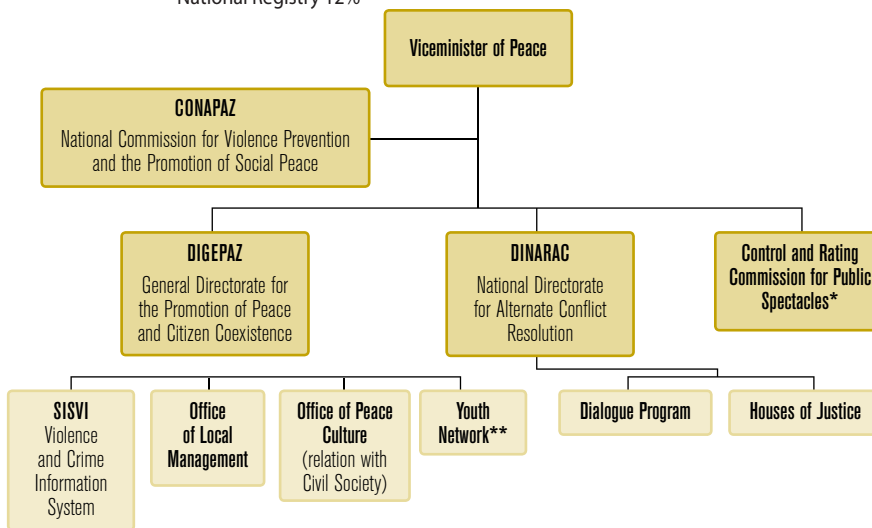 National Registry 12%
Viceminister of Peace
CONAPAZ
National Commission for Violence Prevention
and the Promotion of Social Peace
DIGEPAZ
General Directorate for
the Promotion of Peace
and Citizen Coexistence
DINARAC
National Directorate
for Alternate Conflict
Resolution
Control and Rating
Commission for Public
Spectacles*
SISVI
Violence
and Crime
Information
System
Office
of Local
Management
Office of Peace
Culture
(relation with
Civil Society)
Youth
Network**
Dialogue Program
Houses of Justice